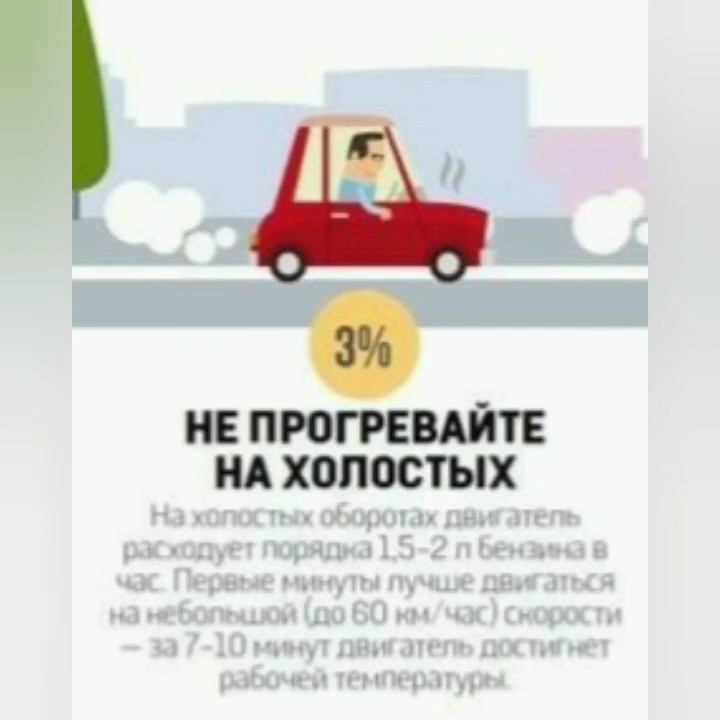 3%
НЕ ПРОГРЕВАЙТЕ
НА ХОЛОСТЫХ
На холостых оборотах двигатель
расходует порядка 1,5-2 л бензина в
час. Первые минуты лучше двигаться
на небольшой (до 60 км/час) скорости
— за 7-10 минут двигатель достигнет
рабочей температуры.